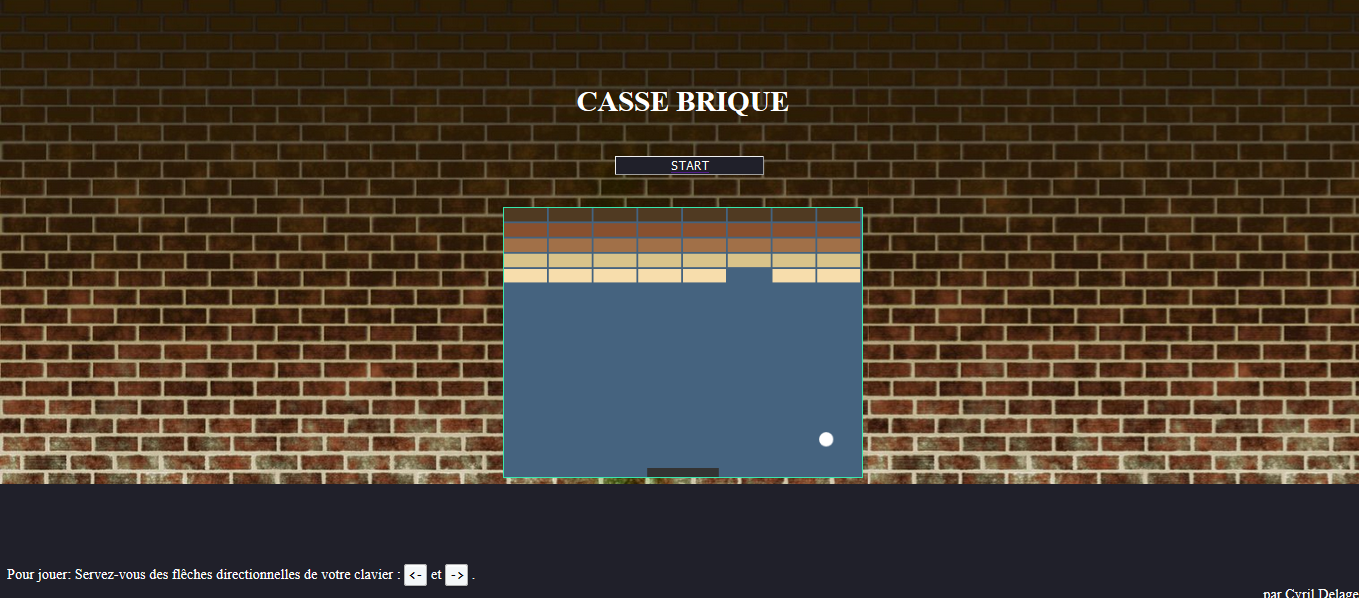 CASSE BRIQUE
START
Pour jouer: Servez-vous des flêches directionnelles de votre clavier : <- et -> .
par Cyril Delage